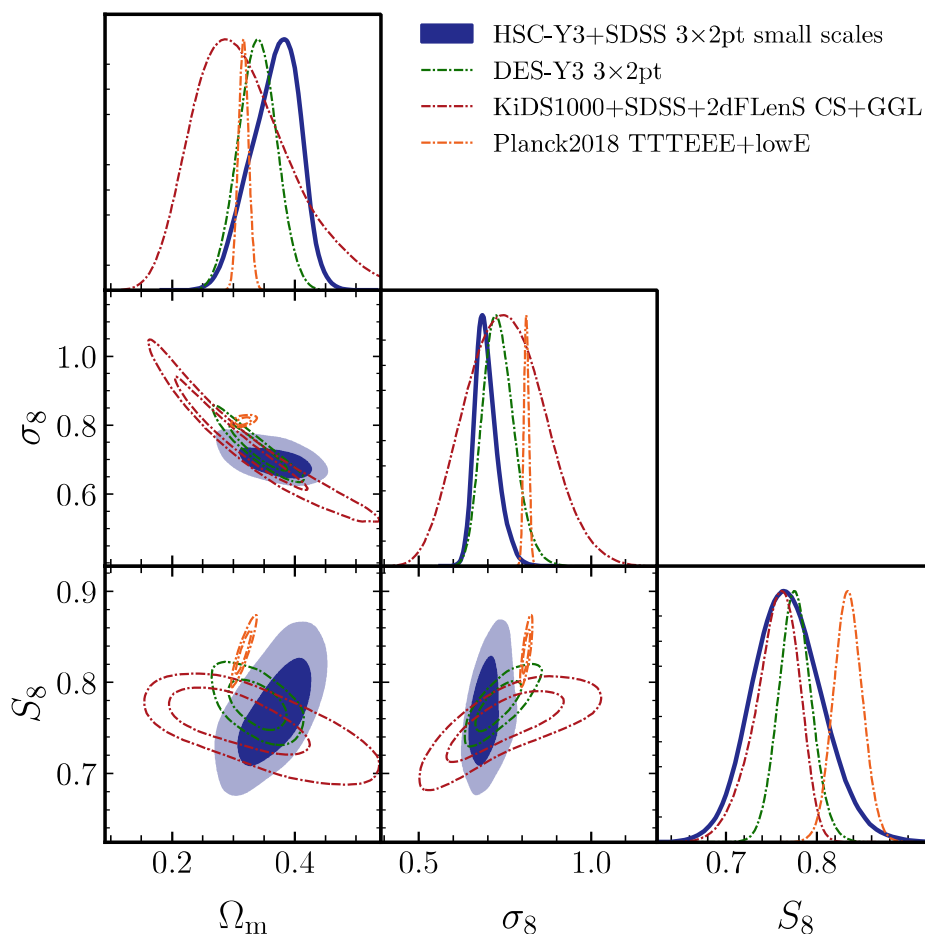 HSC-Y3+SDSS 3×2pt small scales
DES-Y3 3×2pt
KiDS1000+SDSS+2dFLenS CS+GGL
Planck2018 TTTEEE+lowE
1.0
0.8
0.6
σ₈
0.9
0.8
0.7
S₈
0.2 0.4
0.5 1.0
0.7 0.8
Ωₘ
σ₈
S₈